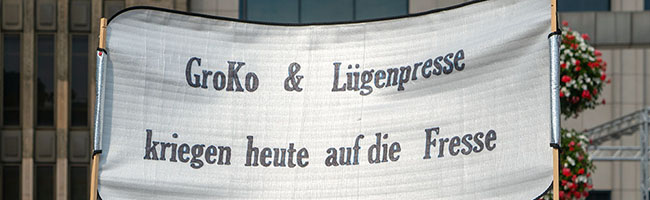 GroKo & Lügenpresse
kriegen heute auf die Fresse